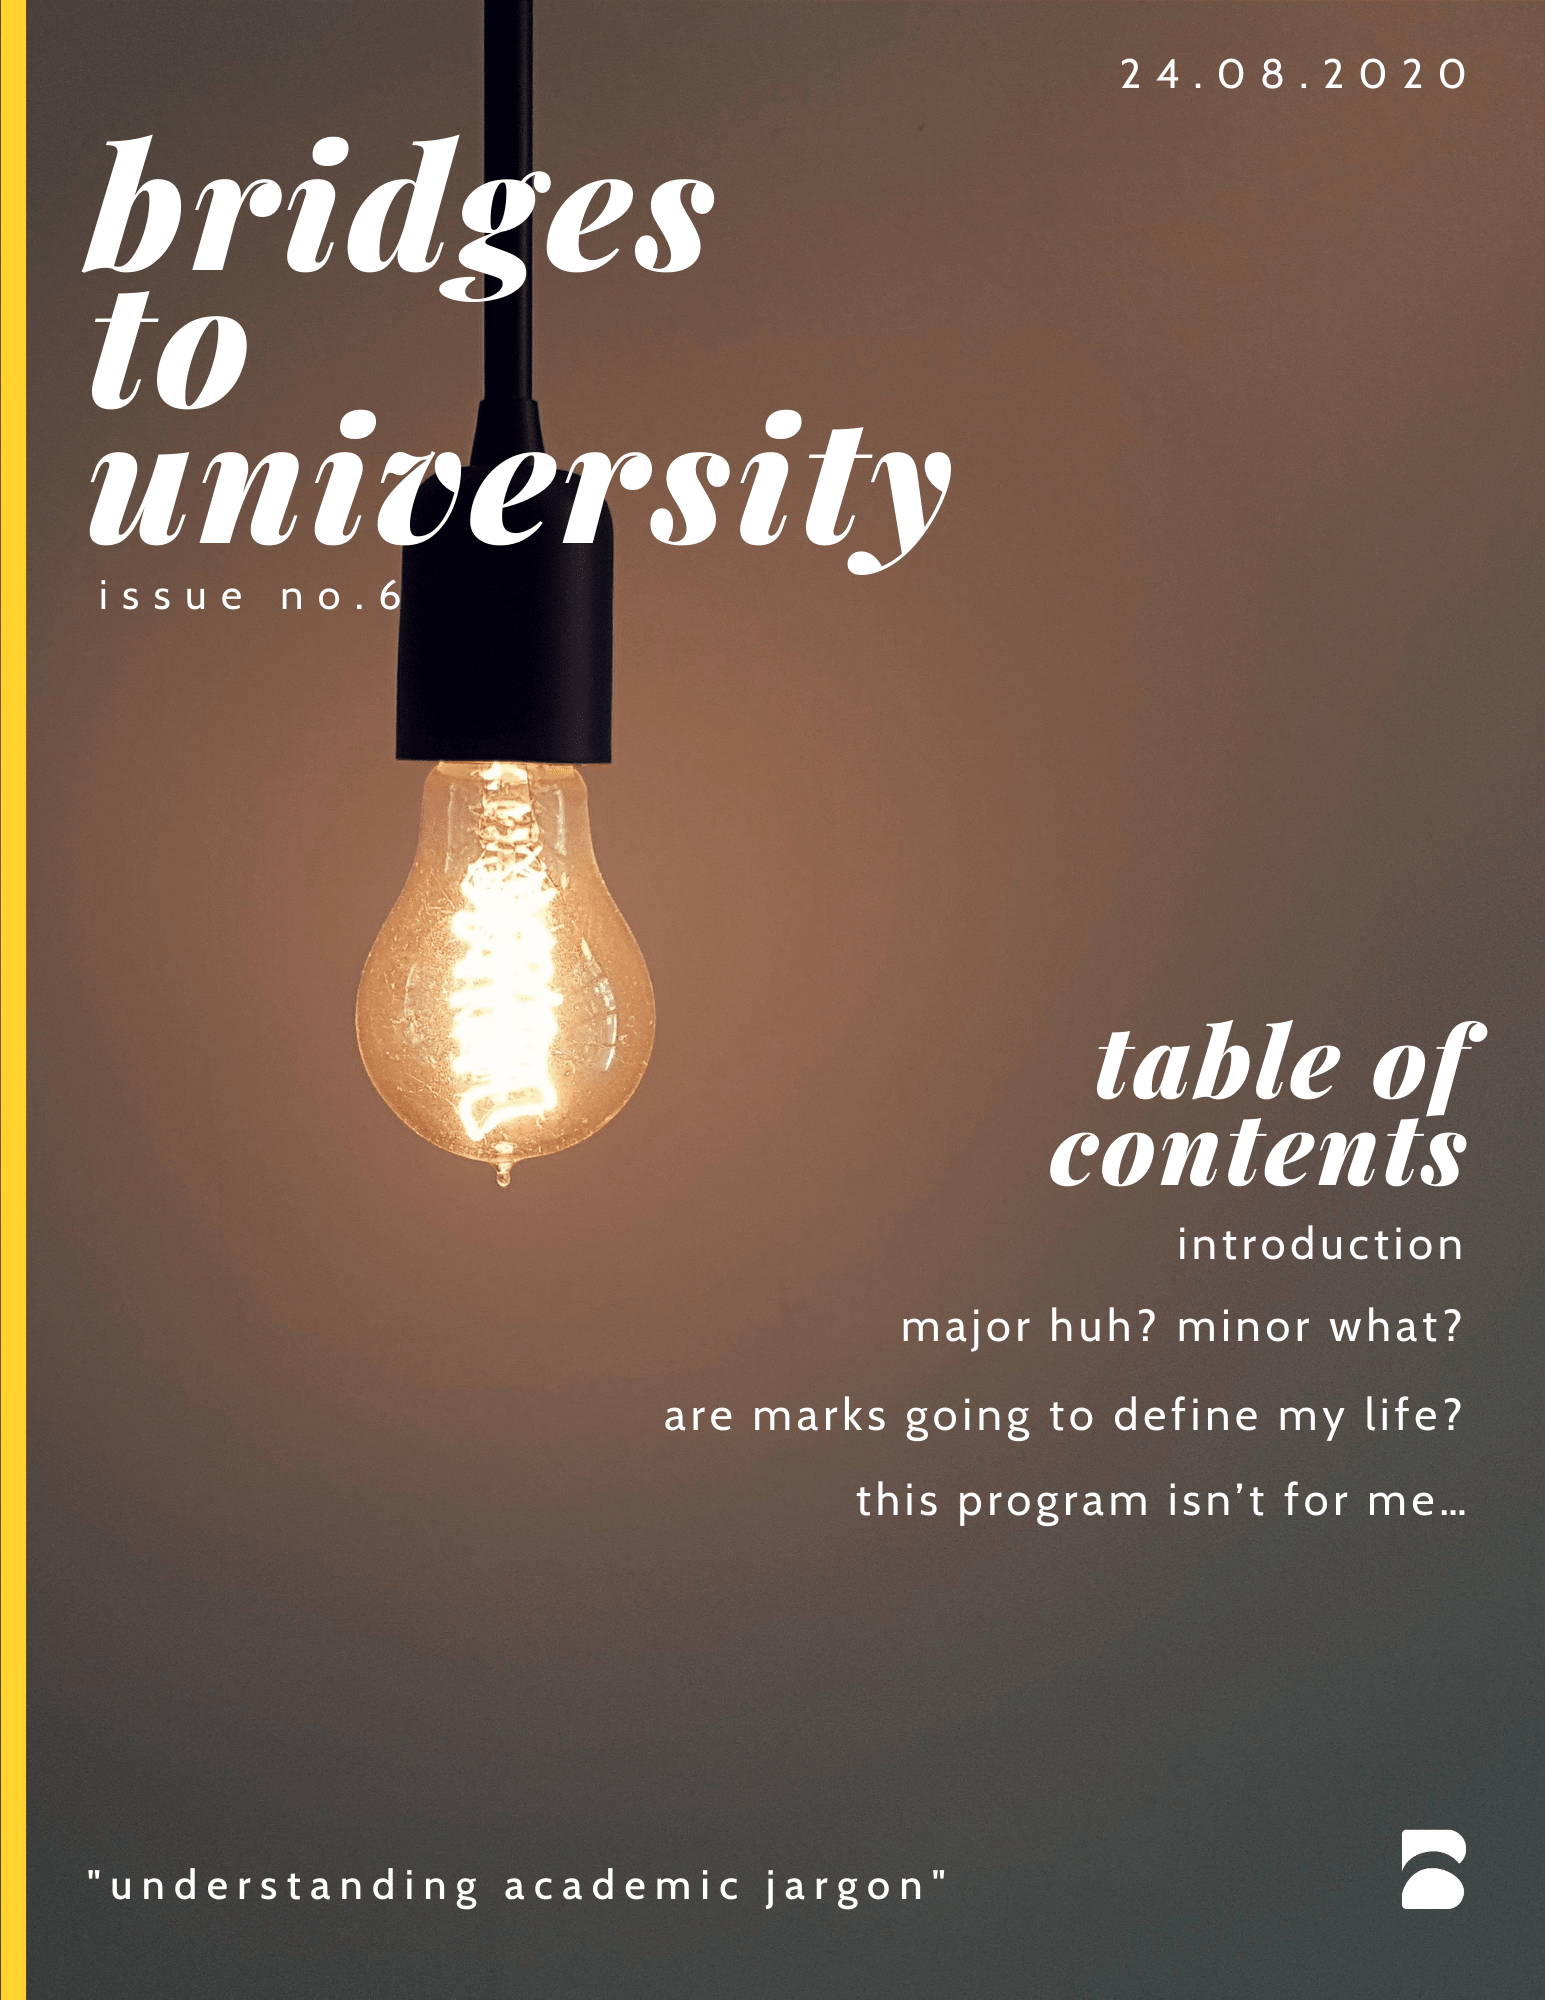 24.08.2020
bridges
to
university
issue no.6
table of
contents
introduction
major huh? minor what?
are marks going to define my life?
this program isn’t for me…
"understanding academic jargon"